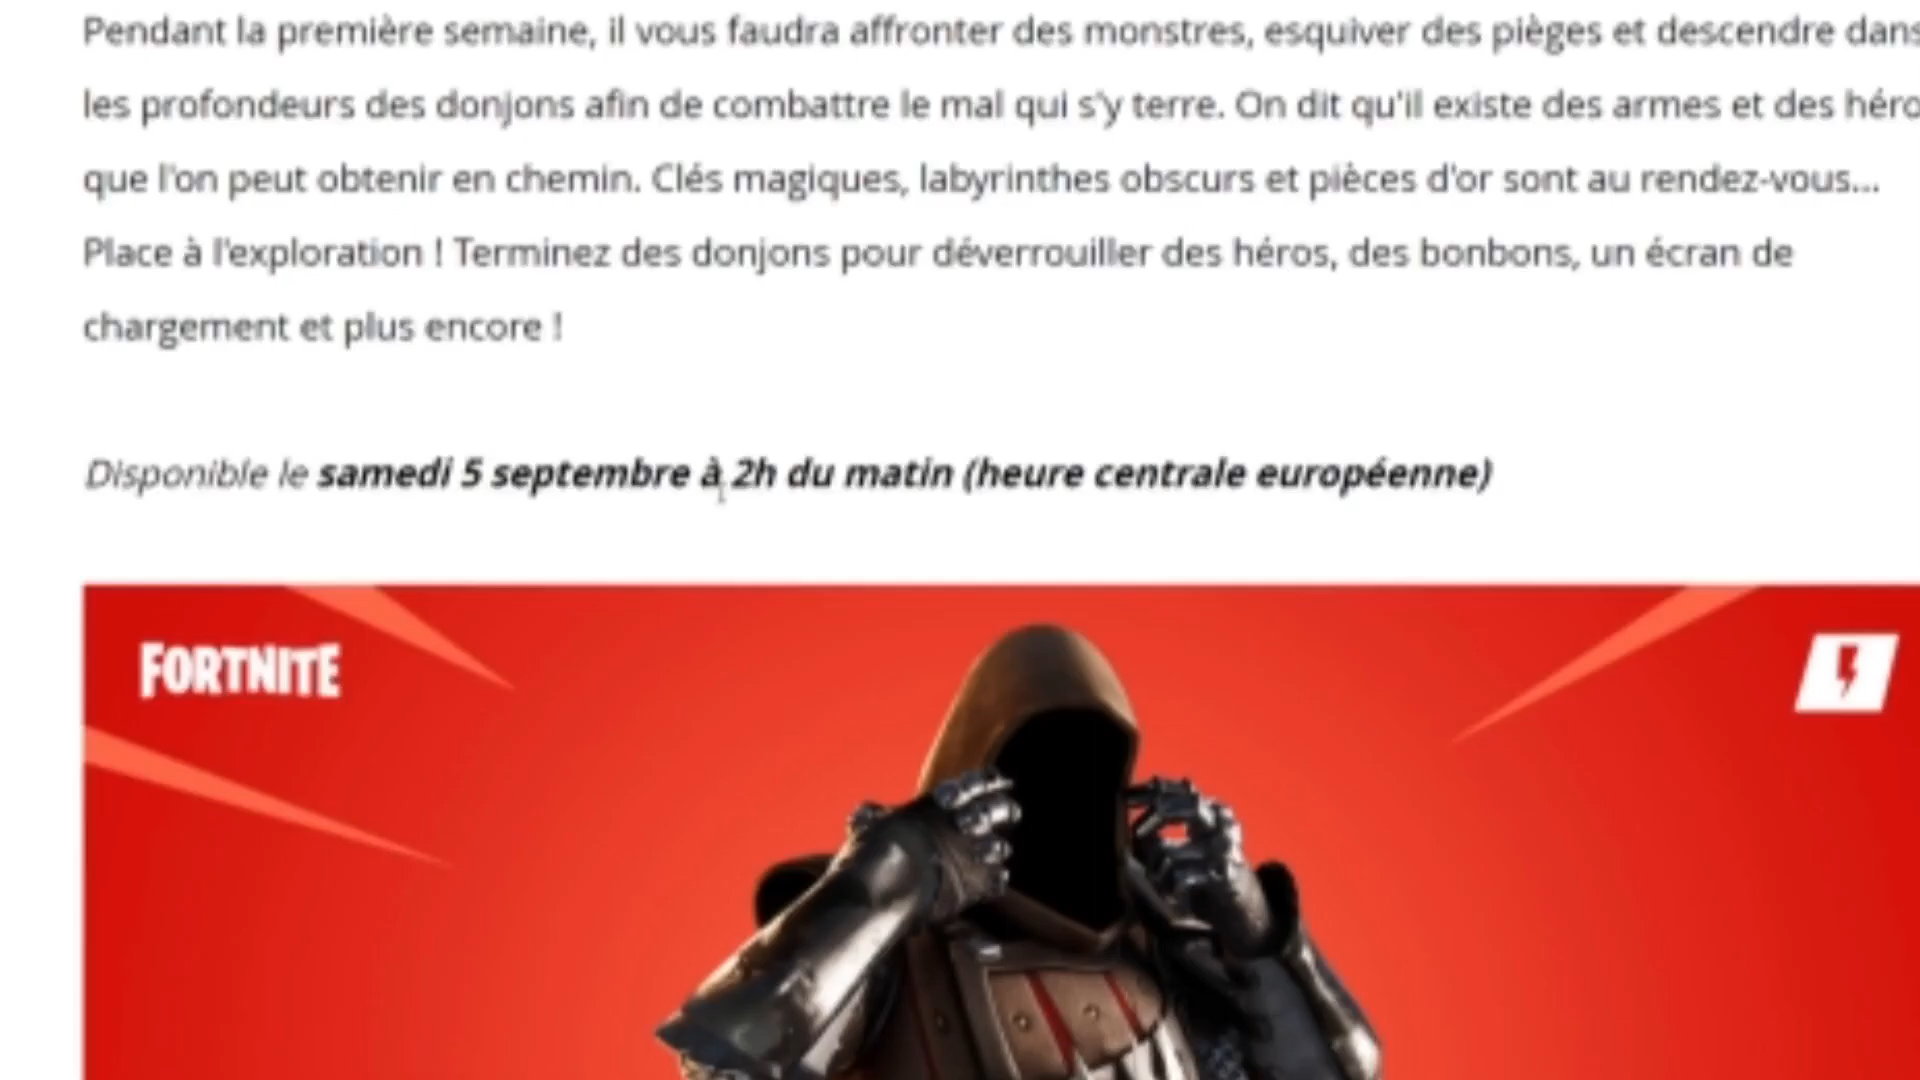 Pendant la première semaine, il vous faudra affronter des monstres, esquiver des pièges et descendre dans
les profondeurs des donjons afin de combattre le mal qui s'y terre. On dit qu'il existe des armes et des héro
que l'on peut obtenir en chemin. Clés magiques, labyrinthes obscurs et pièces d'or sont au rendez-vous...
Place à l'exploration ! Terminez des donjons pour déverrouiller des héros, des bonbons, un écran de
chargement et plus encore !
Disponible le samedi 5 septembre à 2h du matin (heure centrale européenne)
FORTNITE